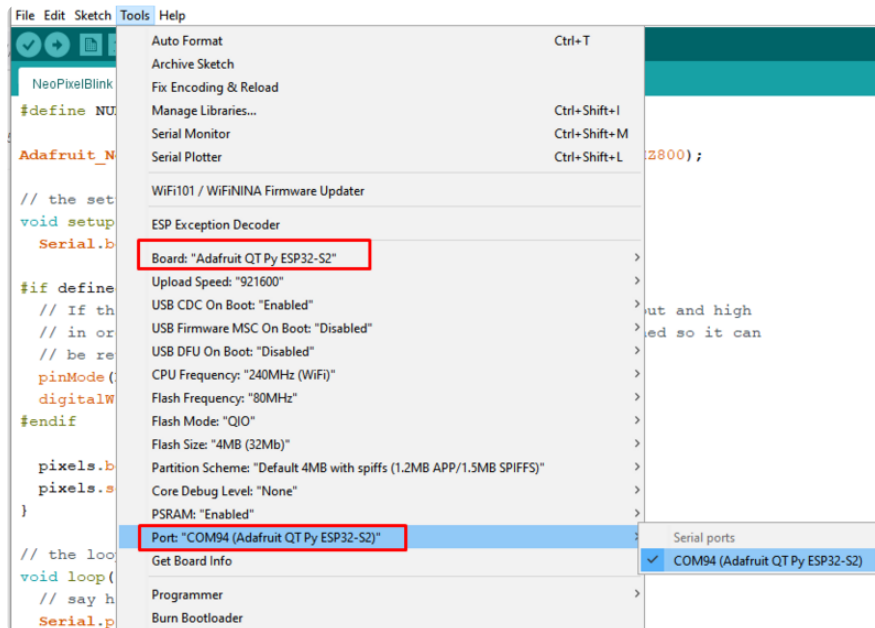 File Edit Sketch Tools Help
Auto Format Ctrl+T
Archive Sketch
Fix Encoding & Reload
Manage Libraries... Ctrl+Shift+I
Serial Monitor Ctrl+Shift+M
Serial Plotter Ctrl+Shift+L
WiFi101 / WiFiNINA Firmware Updater
ESP Exception Decoder
Board: "Adafruit QT Py ESP32-S2"
Upload Speed: "921600"
USB CDC On Boot: "Enabled"
USB Firmware MSC On Boot: "Disabled"
USB DFU On Boot: "Disabled"
CPU Frequency: "240MHz (WiFi)"
Flash Frequency: "80MHz"
Flash Mode: "QIO"
Flash Size: "4MB (32Mb)"
Partition Scheme: "Default 4MB with spiffs (1.2MB APP/1.5MB SPIFFS)"
Core Debug Level: "None"
PSRAM: "Enabled"
Port: "COM94 (Adafruit QT Py ESP32-S2)"
Get Board Info
Programmer
Burn Bootloader
Serial ports
COM94 (Adafruit QT Py ESP32-S2)
NeoPixelBlink
#define NU
Adafruit_N Z800);
// the set
void setup
Serial.b
#if define
// If th ut and high
// in or ed so it can
// be re
pinMode(
digitalW
#endif
pixels.b
pixels.s
}
// the loo
void loop(
// say h
Serial.p